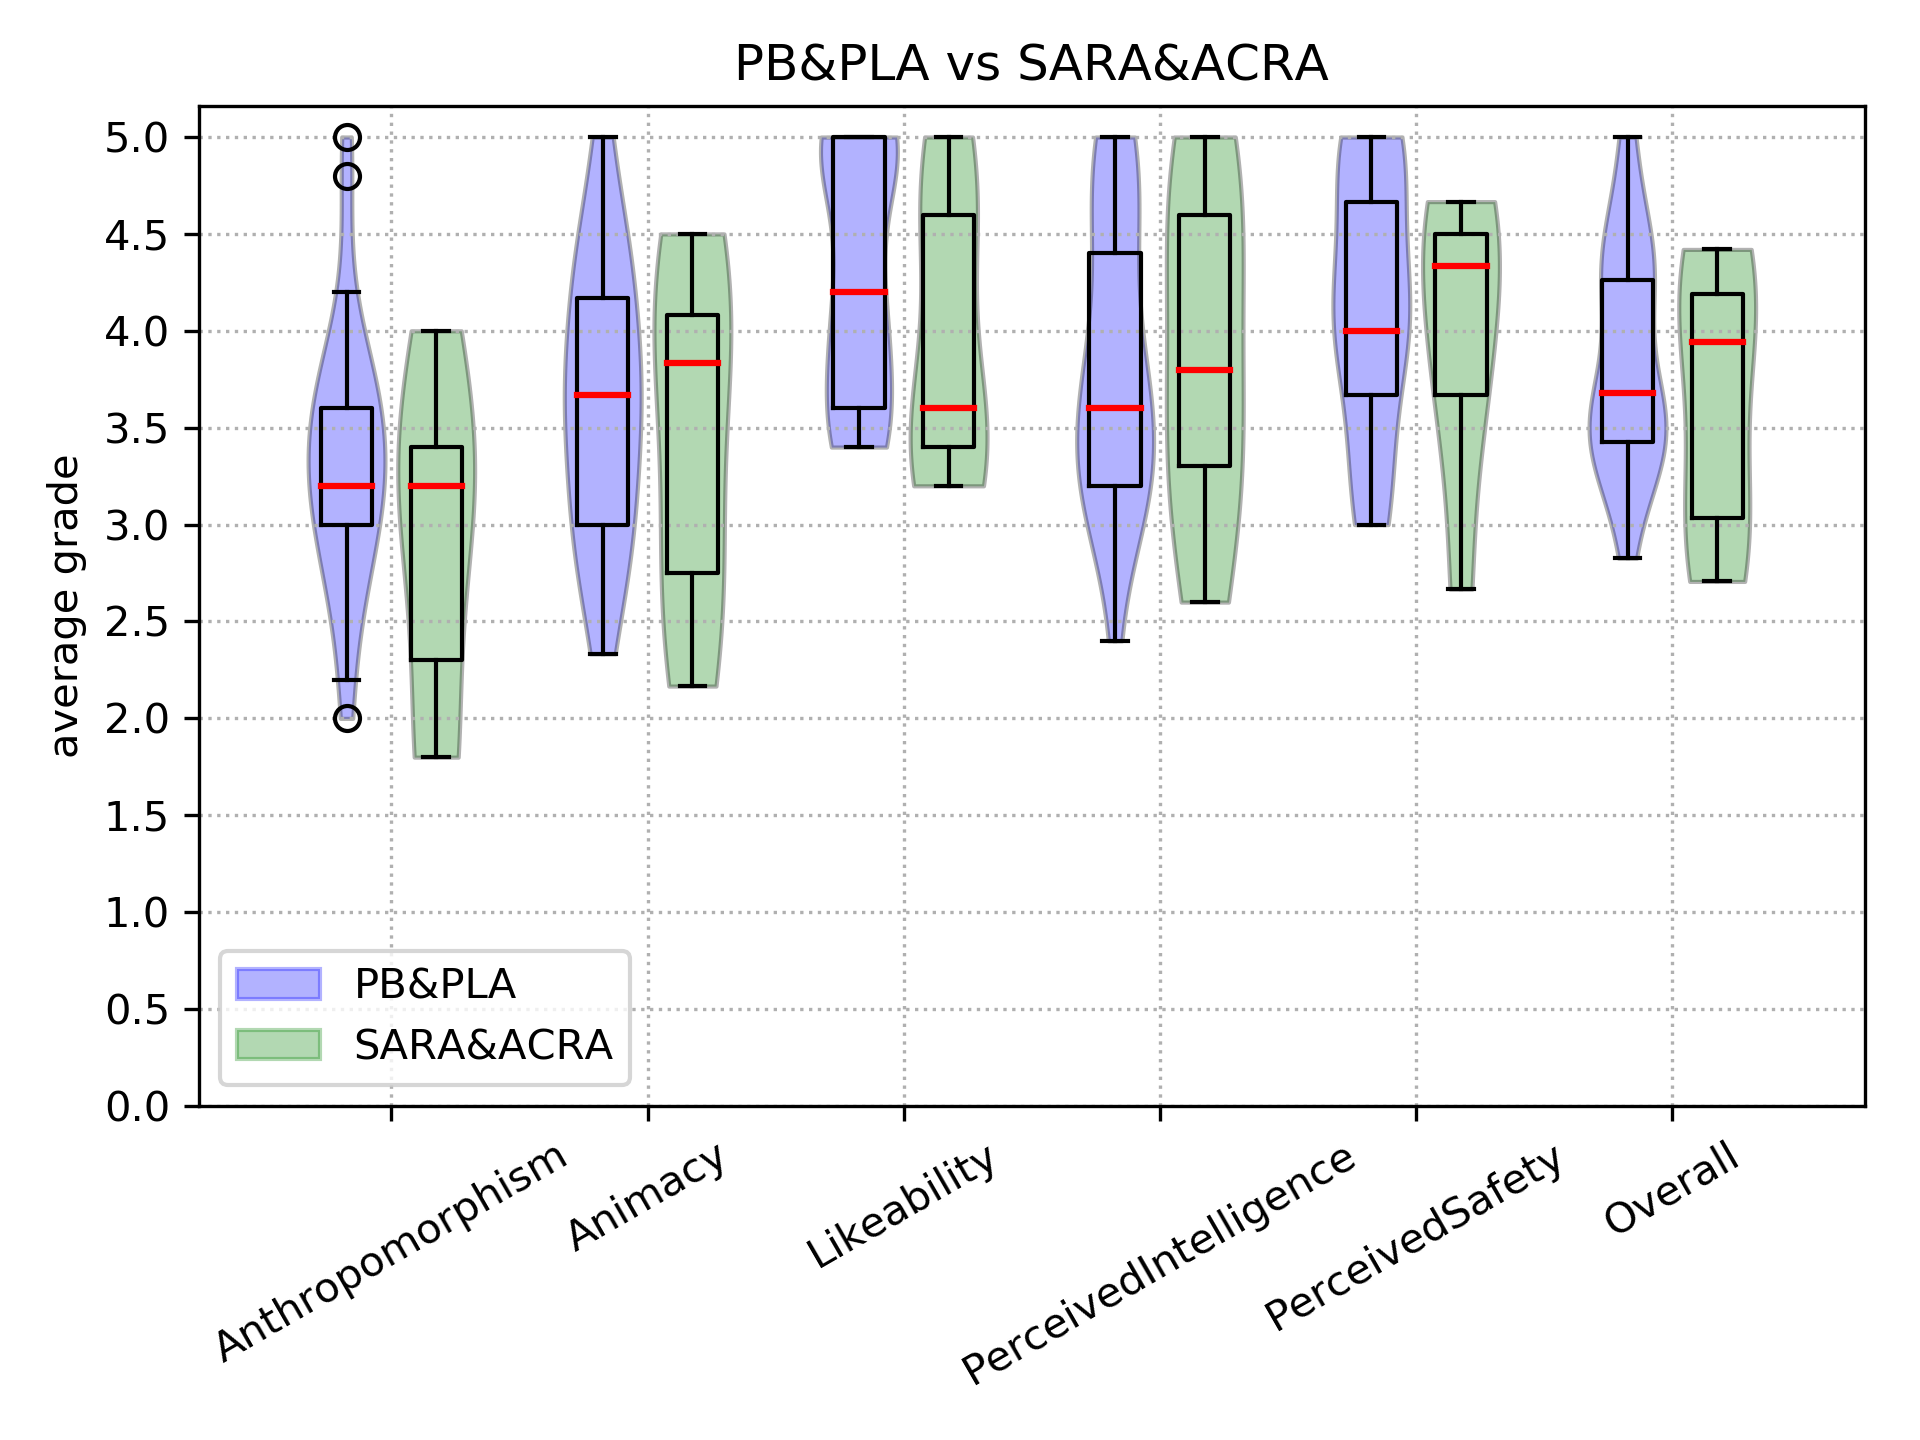 PB&PLA vs SARA&ACRA
average grade
5.0
4.5
4.0
3.5
3.0
2.5
2.0
1.5
1.0
0.5
0.0
PB&PLA
SARA&ACRA
Anthropomorphism
Animacy
Likeability
PerceivedIntelligence
PerceivedSafety
Overall